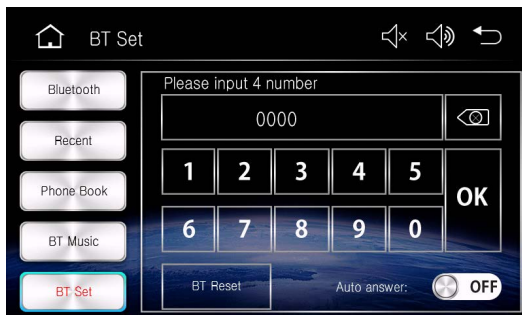 BT Set
Bluetooth
Recent
Phone Book
BT Music
BT Set
Please input 4 number
0000
1 2 3 4 5
OK
6 7 8 9 0
BT Reset
Auto answer: OFF